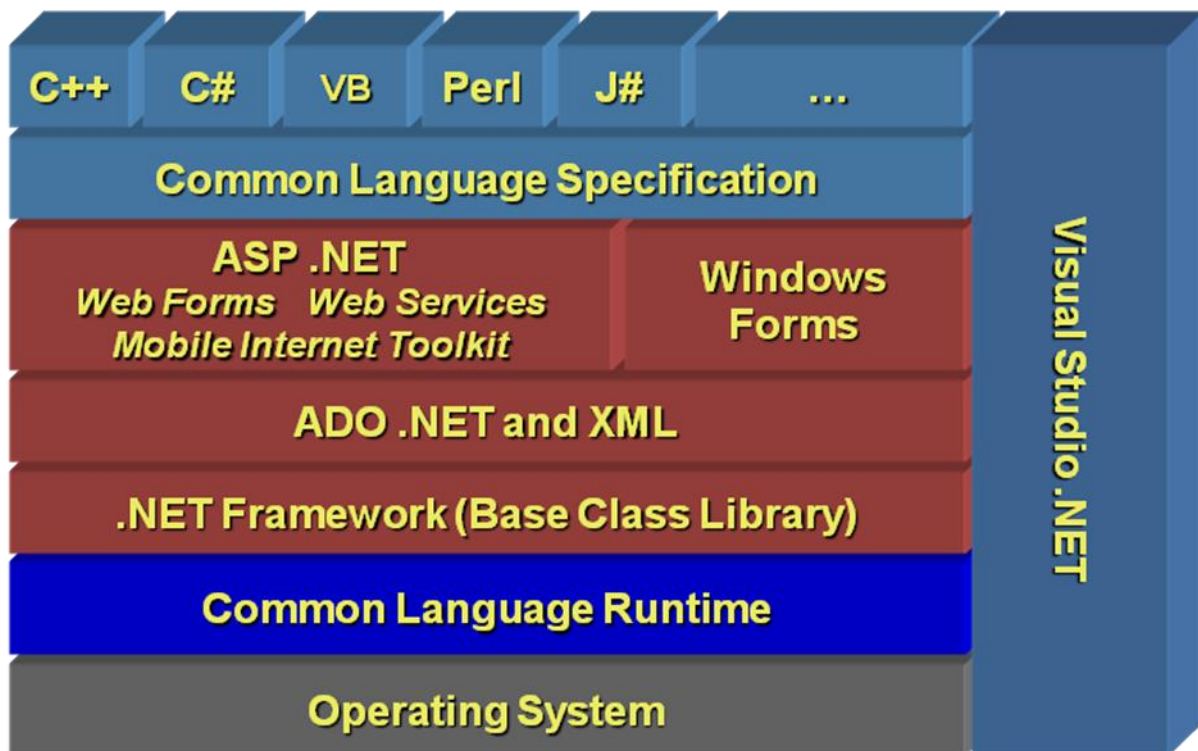 C++ C# VB Perl J# ...
Common Language Specification
ASP .NET
Web Forms Web Services
Mobile Internet Toolkit
Windows
Forms
ADO .NET and XML
.NET Framework (Base Class Library)
Common Language Runtime
Operating System
Visual Studio.NET